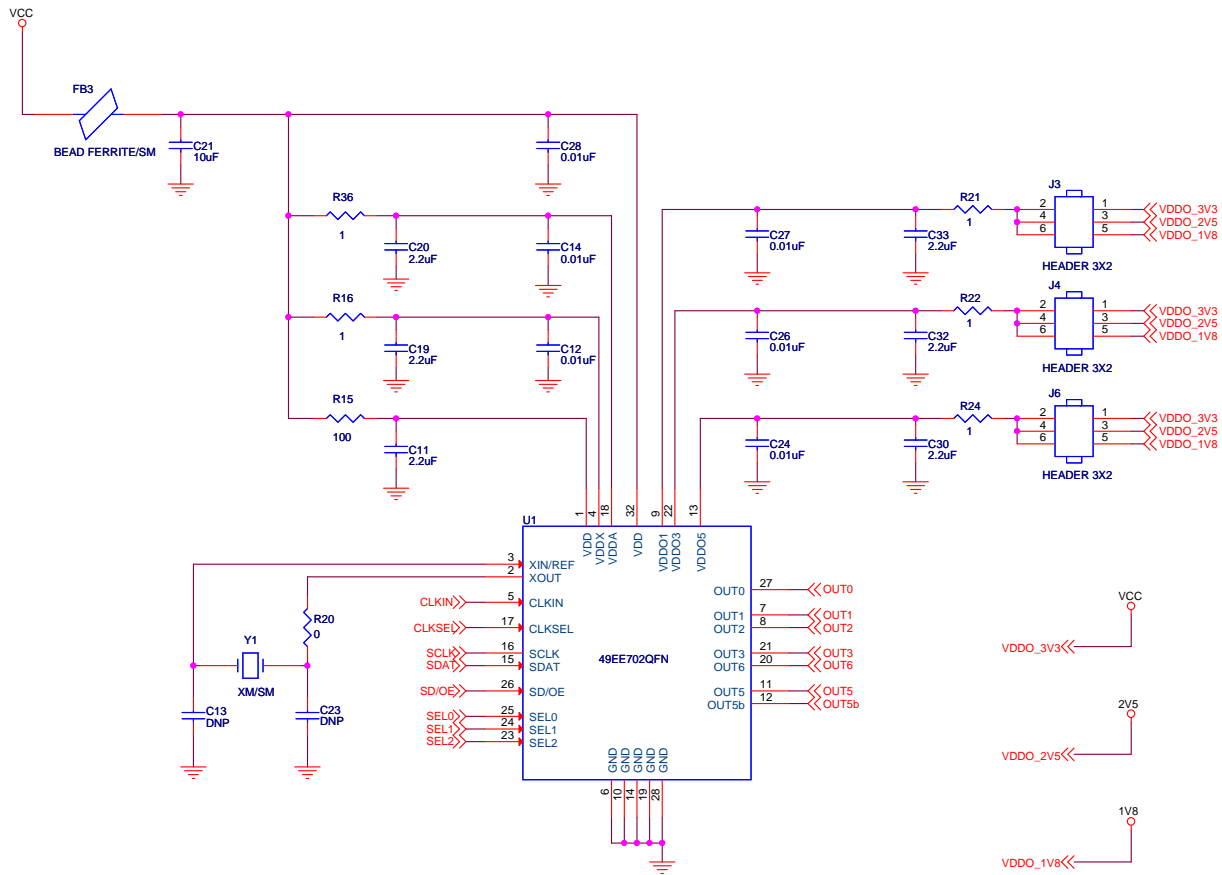 VCC
FB3
BEAD FERRITE/SM
C21
10uF
C28
0.01uF
R36
1
C20
2.2uF
C14
0.01uF
R16
1
C19
2.2uF
C12
0.01uF
R15
100
C11
2.2uF
C27
0.01uF
C33
2.2uF
R21
1
J3
2
4
6
1
3
5
VDDO_3V3
VDDO_2V5
VDDO_1V8
HEADER 3X2
C26
0.01uF
C32
2.2uF
R22
1
J4
2
4
6
1
3
5
VDDO_3V3
VDDO_2V5
VDDO_1V8
HEADER 3X2
C24
0.01uF
C30
2.2uF
R24
1
J6
2
4
6
1
3
5
VDDO_3V3
VDDO_2V5
VDDO_1V8
HEADER 3X2
U1
1
4
18
32
9
22
13
VDD
VDDX
VDDA
VDD
VDDO1
VDDO3
VDDO5
3
XIN/REF
2
XOUT
CLKIN
5
CLKIN
CLKSEL
17
CLKSEL
SCLK
16
SCLK
SDAT
15
SDAT
SD/OE
26
SD/OE
SEL0
25
SEL0
SEL1
24
SEL1
SEL2
23
SEL2
49EE702QFN
OUT0
27
OUT0
OUT1
7
OUT1
OUT2
8
OUT2
OUT3
21
OUT3
OUT6
20
OUT6
OUT5
11
OUT5
OUT5b
12
OUT5b
GND
GND
GND
GND
GND
6
10
14
19
28
R20
0
Y1
XM/SM
C13
DNP
C23
DNP
VCC
VDDO_3V3
2V5
VDDO_2V5
1V8
VDDO_1V8